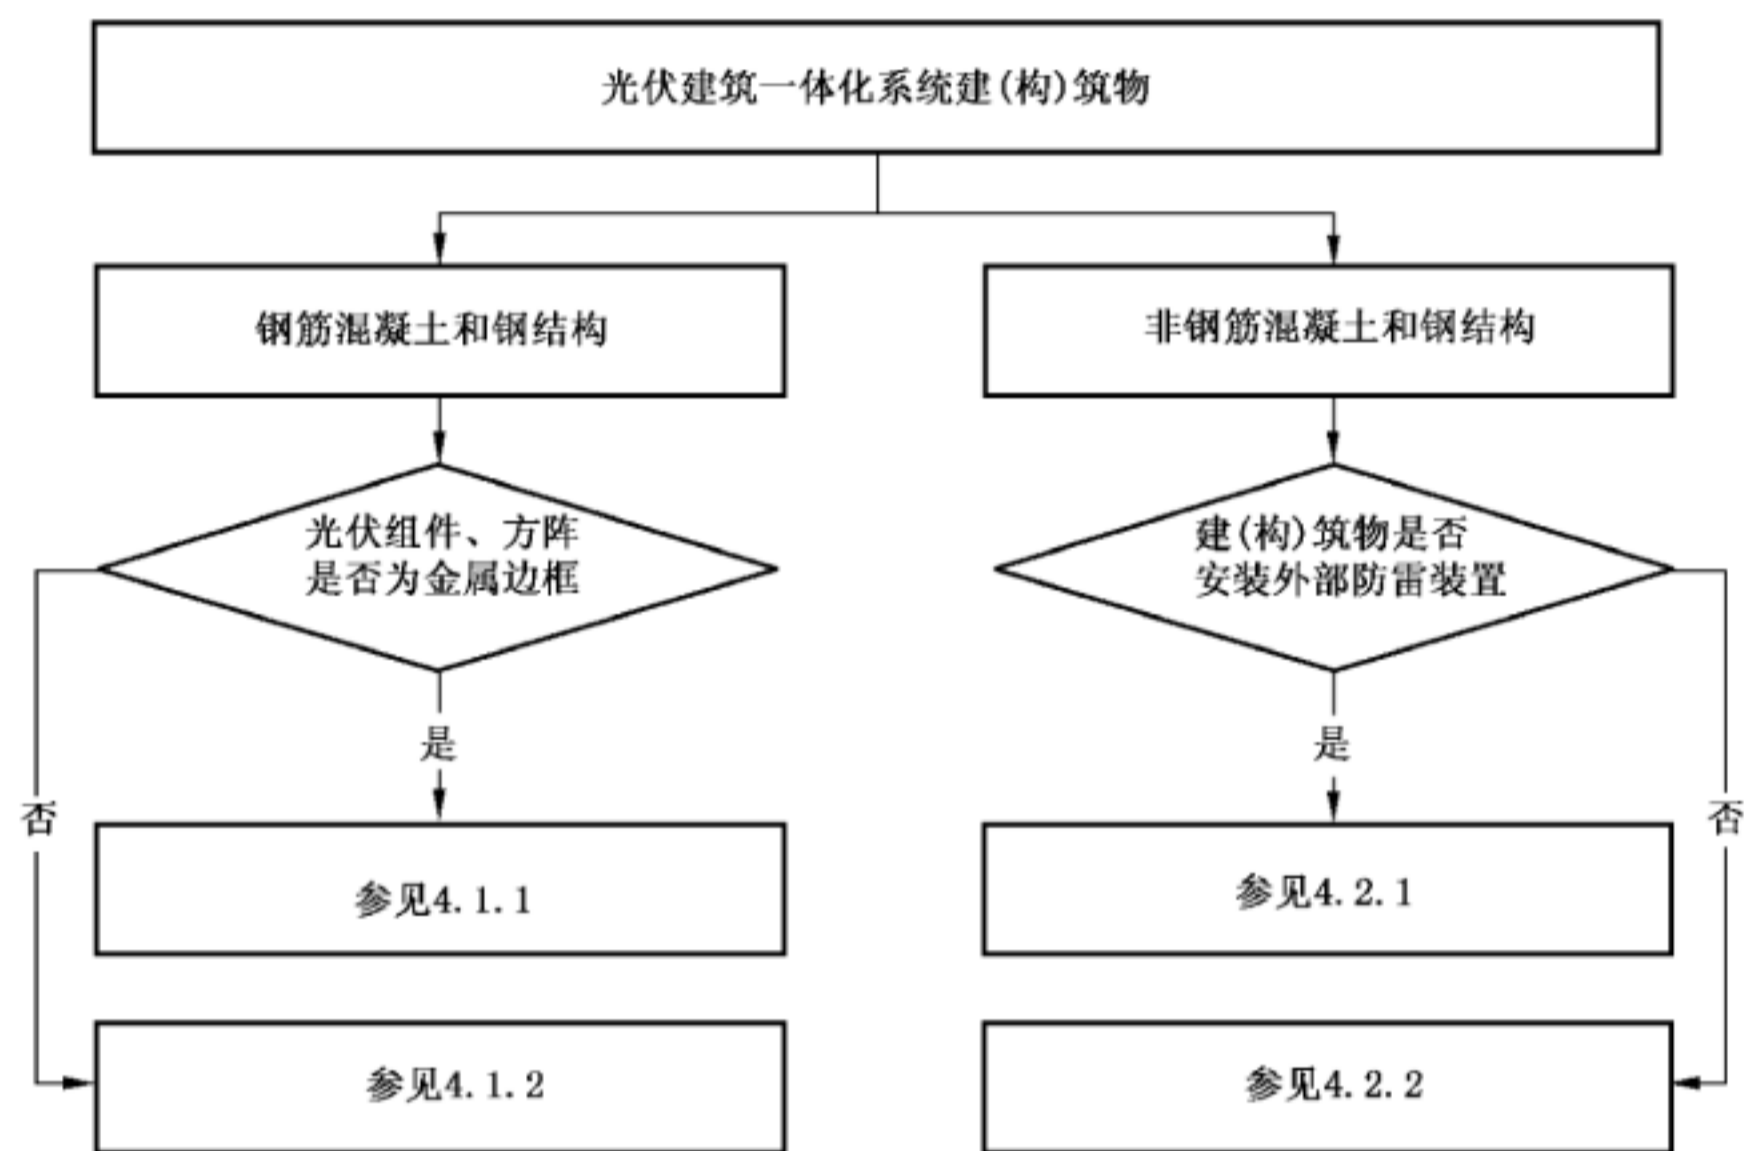 光伏建筑一体化系统建(构)筑物
钢筋混凝土和钢结构
非钢筋混凝土和钢结构
光伏组件、方阵
是否为金属边框
建(构)筑物是否
安装外部防雷装置
是
是
否
否
参见4.1.1
参见4.2.1
参见4.1.2
参见4.2.2